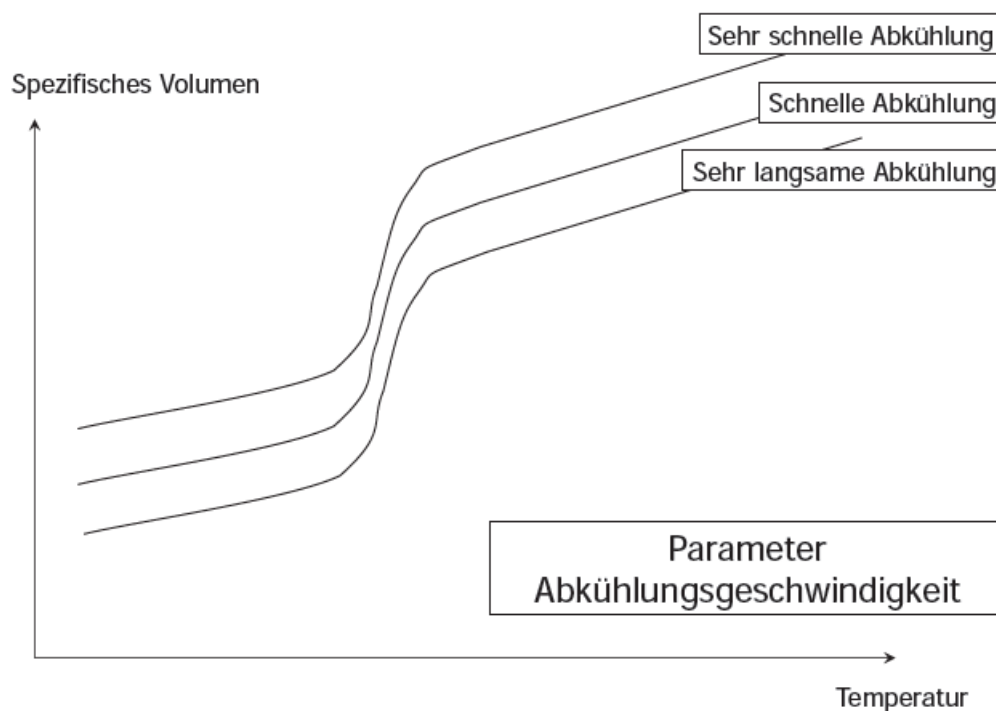 Sehr schnelle Abkühlung
Spezifisches Volumen
Schnelle Abkühlung
Sehr langsame Abkühlung
Parameter
Abkühlungsgeschwindigkeit
Temperatur